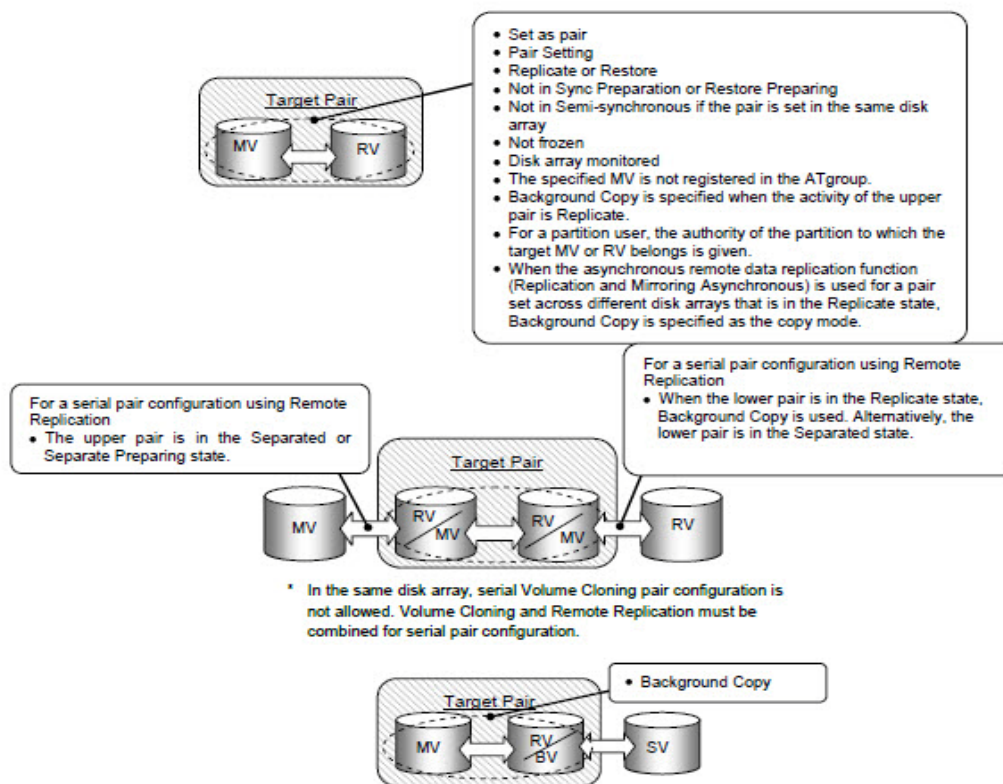 • Set as pair
• Pair Setting
• Replicate or Restore
• Not in Sync Preparation or Restore Preparing
• Not in Semi-synchronous if the pair is set in the same disk
array
• Not frozen
• Disk array monitored
• The specified MV is not registered in the ATgroup.
• Background Copy is specified when the activity of the upper
pair is Replicate.
• For a partition user, the authority of the partition to which the
target MV or RV belongs is given.
• When the asynchronous remote data replication function
(Replication and Mirroring Asynchronous) is used for a pair
set across different disk arrays that is in the Replicate state,
Background Copy is specified as the copy mode.
Target Pair
MV
RV
For a serial pair configuration using Remote
Replication
• The upper pair is in the Separated or
Separate Preparing state.
For a serial pair configuration using Remote
Replication
• When the lower pair is in the Replicate state,
Background Copy is used. Alternatively, the
lower pair is in the Separated state.
Target Pair
MV
RV
MV
RV
MV
RV
* In the same disk array, serial Volume Cloning pair configuration is
not allowed. Volume Cloning and Remote Replication must be
combined for serial pair configuration.
• Background Copy
Target Pair
MV
RV
BV
SV